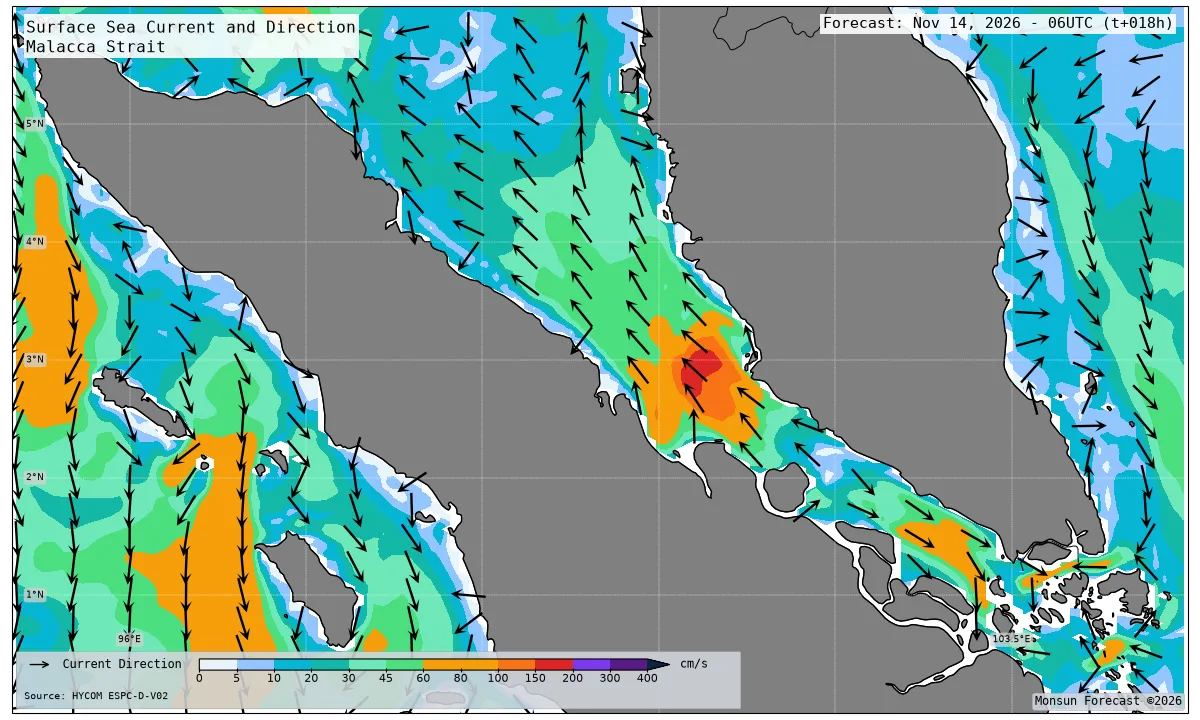 Surface Sea Current and Direction
Malacca Strait
Forecast: Nov 14, 2026 - 06UTC (t+018h)
5°N
4°N
3°N
2°N
1°N
96°E
103.5°E
Current Direction
0 5 10 20 30 45 60 80 100 150 200 300 400
cm/s
Source: HYCOM ESPC-D-V02
Monsun Forecast ©2026